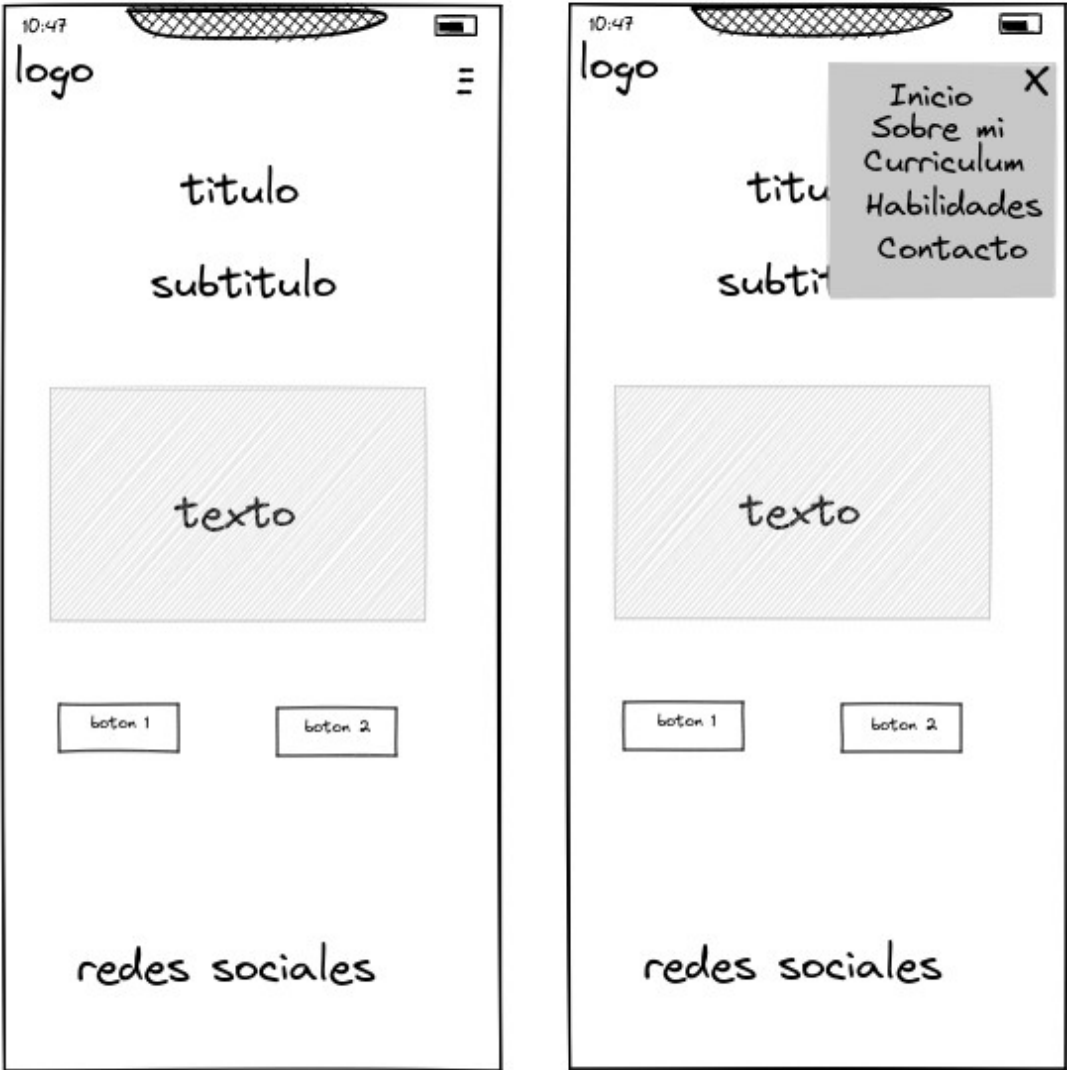 10:47
logo
titulo
subtitulo
texto
boton 1
boton 2
redes sociales
10:47
logo
X
Inicio
Sobre mi
Curriculum
Habilidades
Contacto
titu
subtit
texto
boton 1
boton 2
redes sociales